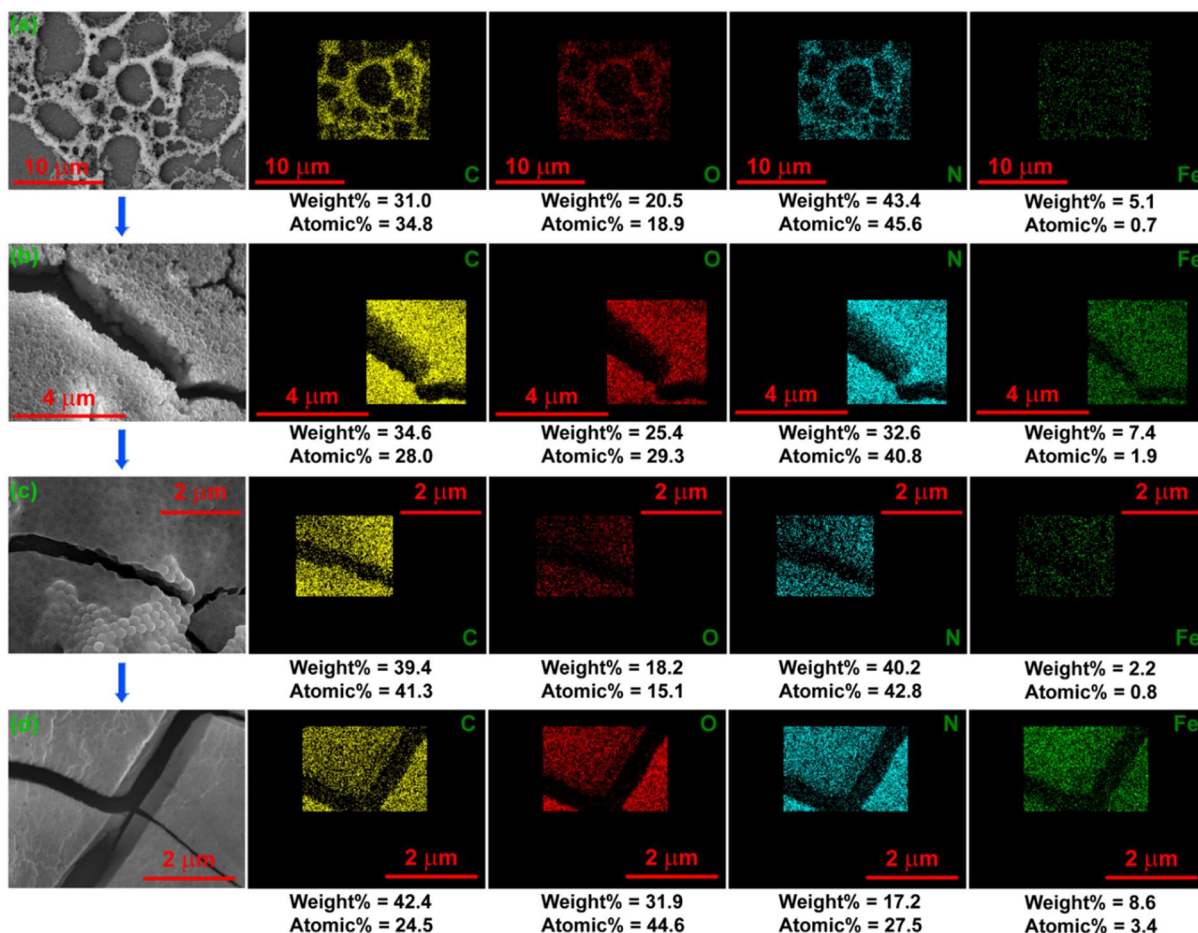 (a)
10 μm
10 μm
C
10 μm
O
10 μm
N
10 μm
Fe
Weight% = 31.0
Atomic% = 34.8
Weight% = 20.5
Atomic% = 18.9
Weight% = 43.4
Atomic% = 45.6
Weight% = 5.1
Atomic% = 0.7
(b)
4 μm
C
4 μm
O
4 μm
N
4 μm
Fe
4 μm
Weight% = 34.6
Atomic% = 28.0
Weight% = 25.4
Atomic% = 29.3
Weight% = 32.6
Atomic% = 40.8
Weight% = 7.4
Atomic% = 1.9
(c)
2 μm
2 μm
C
2 μm
O
2 μm
N
2 μm
Fe
Weight% = 39.4
Atomic% = 41.3
Weight% = 18.2
Atomic% = 15.1
Weight% = 40.2
Atomic% = 42.8
Weight% = 2.2
Atomic% = 0.8
(d)
2 μm
C
2 μm
O
2 μm
N
2 μm
Fe
2 μm
Weight% = 42.4
Atomic% = 24.5
Weight% = 31.9
Atomic% = 44.6
Weight% = 17.2
Atomic% = 27.5
Weight% = 8.6
Atomic% = 3.4